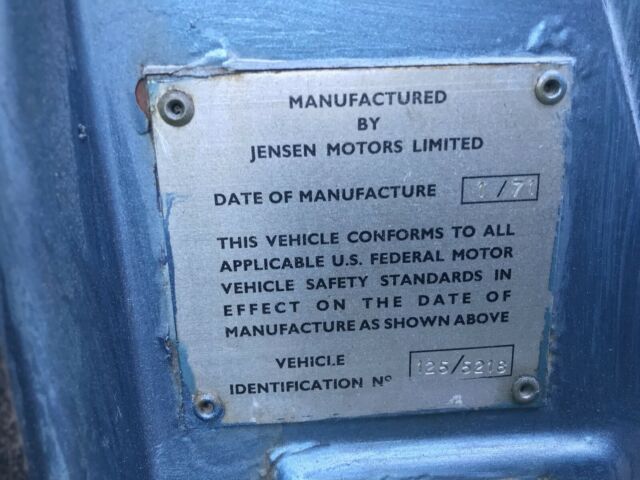 MANUFACTURED
BY
JENSEN MOTORS LIMITED
DATE OF MANUFACTURE 1/71
THIS VEHICLE CONFORMS TO ALL
APPLICABLE U.S. FEDERAL MOTOR
VEHICLE SAFETY STANDARDS IN
EFFECT ON THE DATE OF
MANUFACTURE AS SHOWN ABOVE
VEHICLE
IDENTIFICATION Nº 125/5218